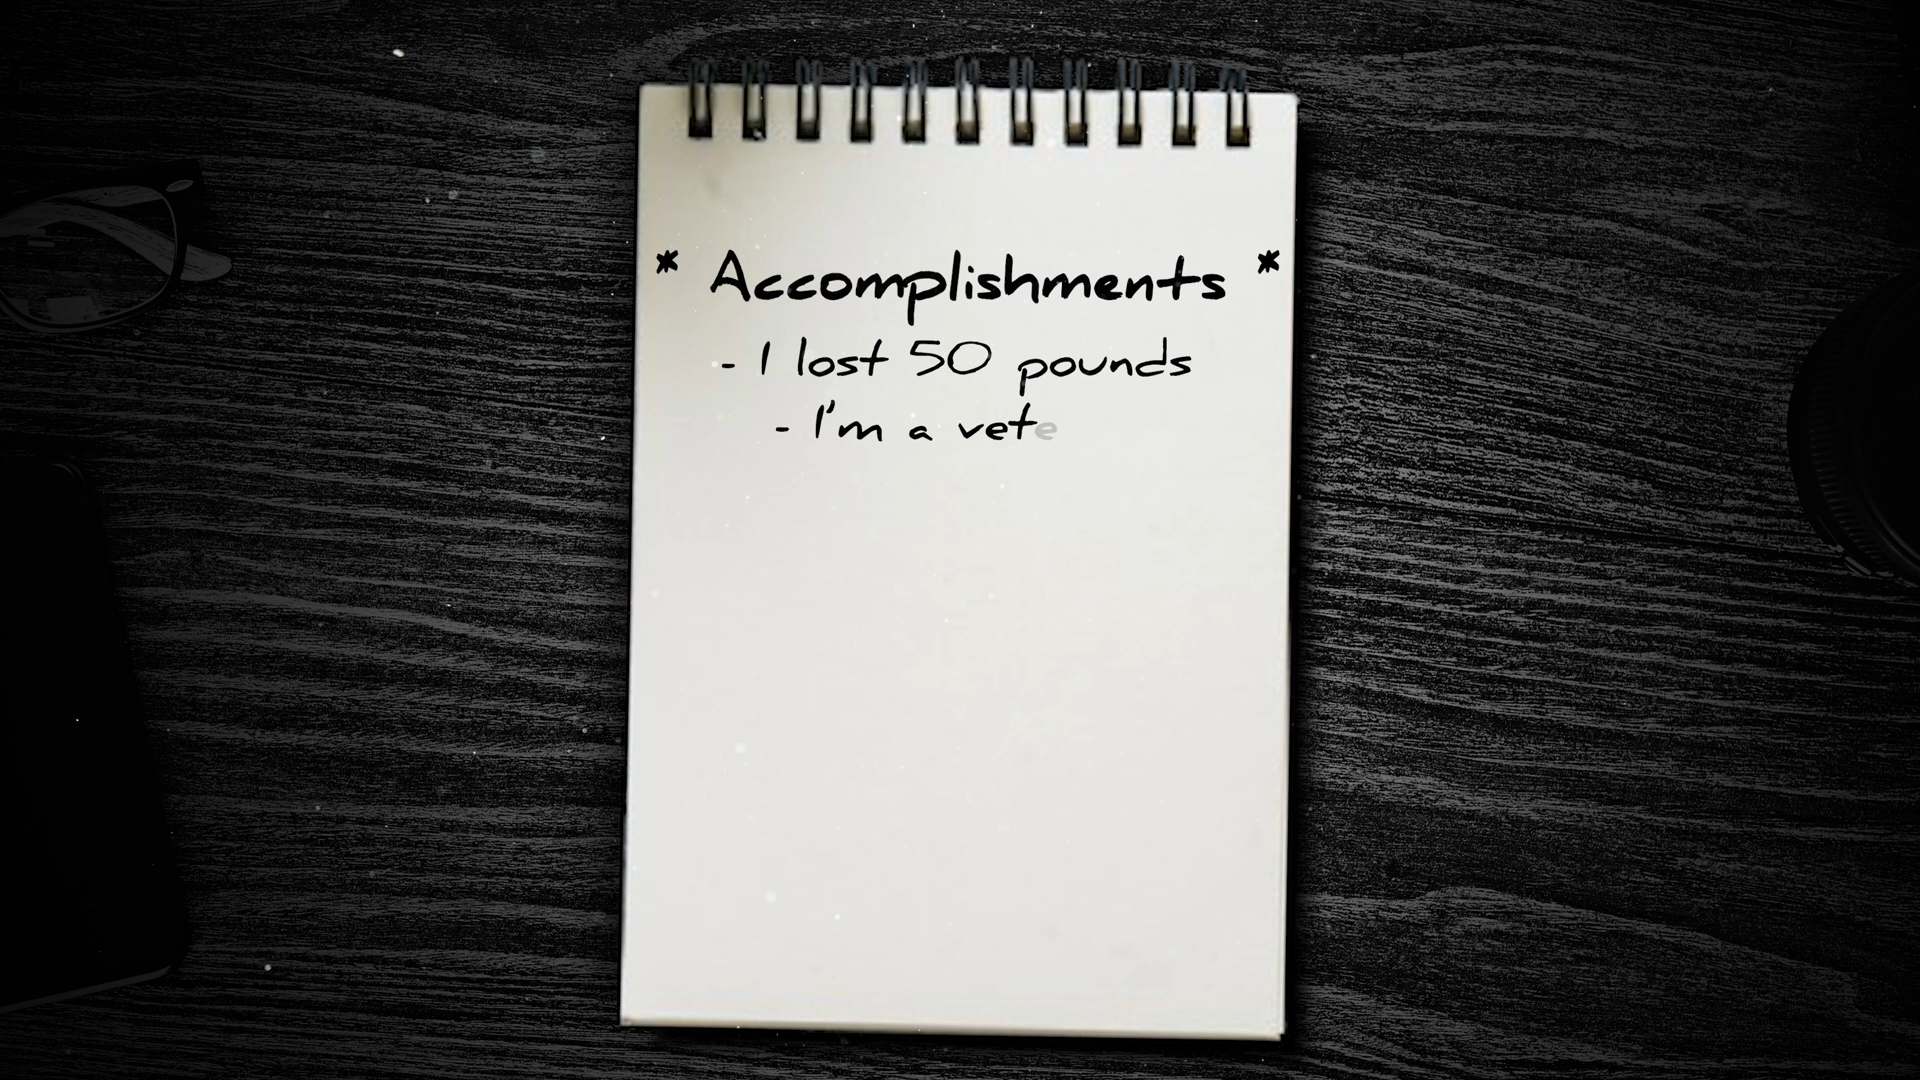 * Accomplishments *
- I lost 50 pounds
- I'm a vete